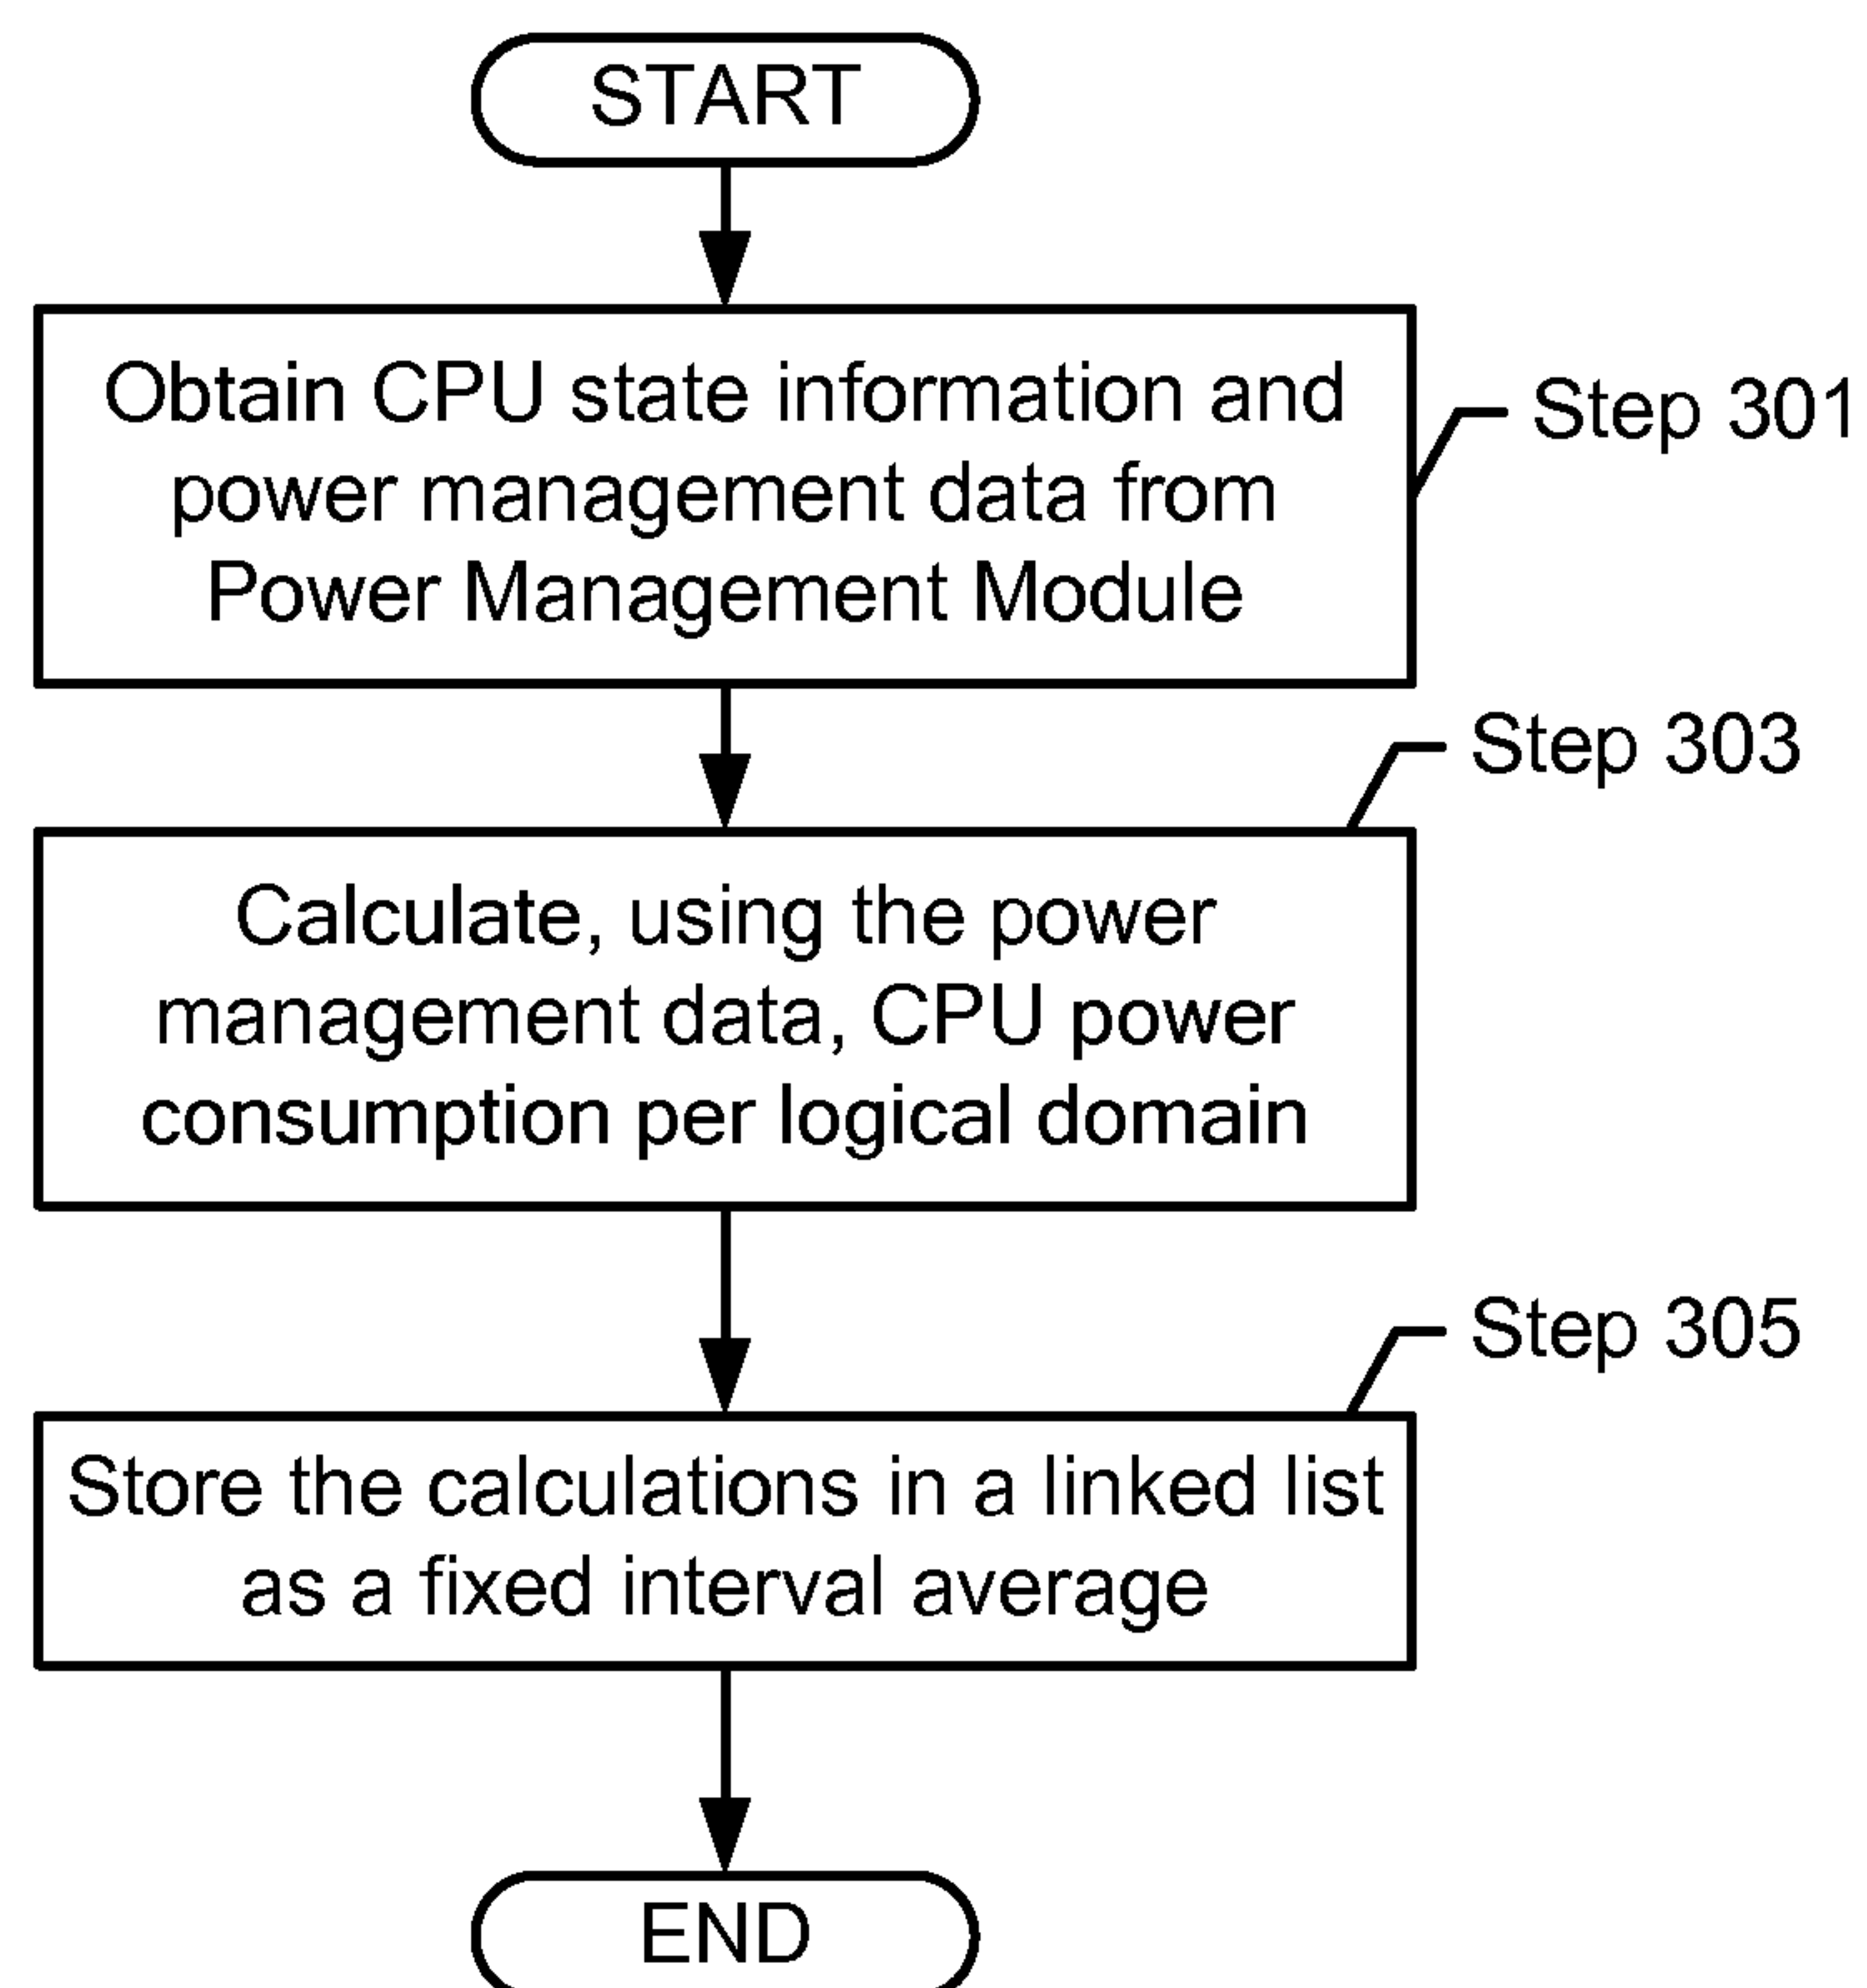 START
Obtain CPU state information and
power management data from
Power Management Module
Step 301
Step 303
Calculate, using the power
management data, CPU power
consumption per logical domain
Step 305
Store the calculations in a linked list
as a fixed interval average
END